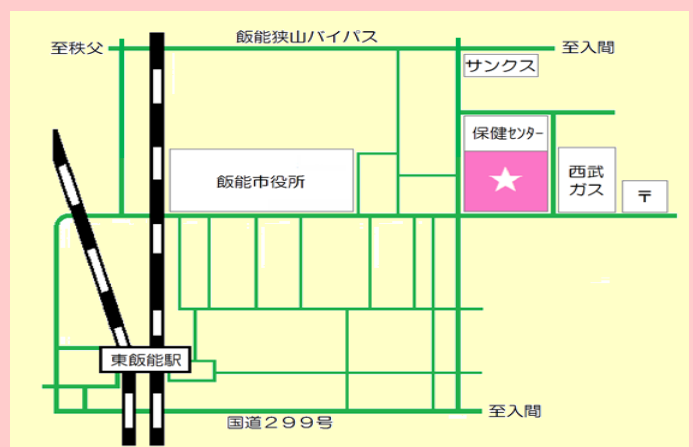 飯能狭山バイパス
至秩父
至入間
サンクス
保健センター
飯能市役所
西武
ガス
〒
東飯能駅
至入間
国道299号